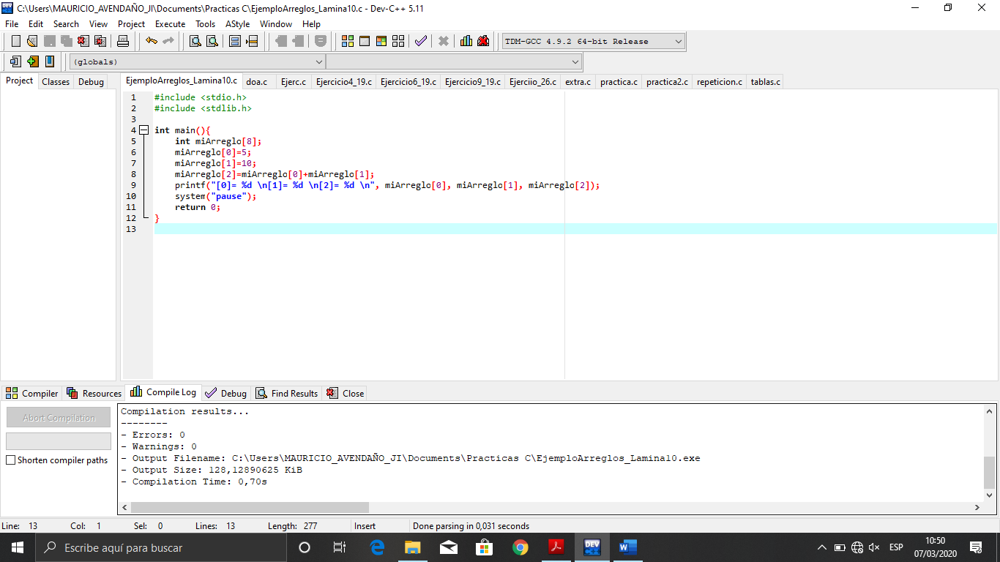 C:\Users\MAURICIO_AVENDAÑO_JI\Documents\Practicas C\EjemploArreglos_Lamina10.c - Dev-C++ 5.11
File Edit Search View Project Execute Tools AStyle Window Help
TDM-GCC 4.9.2 64-bit Release
(globals)
Project Classes Debug EjemploArreglos_Lamina10.c doa.c Ejerc.c Ejercicio4_19.c Ejercicio6_19.c Ejercicio9_19.c Ejerciio_26.c extra.c practica.c practica2.c repeticion.c tablas.c
1 #include <stdio.h>
2 #include <stdlib.h>
3
4 int main(){
5 int miArreglo[8];
6 miArreglo[0]=5;
7 miArreglo[1]=10;
8 miArreglo[2]=miArreglo[0]+miArreglo[1];
9 printf("[0]= %d \n[1]= %d \n[2]= %d \n", miArreglo[0], miArreglo[1], miArreglo[2]);
10 system("pause");
11 return 0;
12 }
13
Compiler Resources Compile Log Debug Find Results Close
Abort Compilation
Shorten compiler paths
Compilation results...
--------
- Errors: 0
- Warnings: 0
- Output Filename: C:\Users\MAURICIO_AVENDAÑO_JI\Documents\Practicas C\EjemploArreglos_Lamina10.exe
- Output Size: 128,12890625 KiB
- Compilation Time: 0,70s
Line: 13 Col: 1 Sel: 0 Lines: 13 Length: 277 Insert Done parsing in 0,031 seconds
Escribe aquí para buscar
DEV
ESP
10:50
07/03/2020